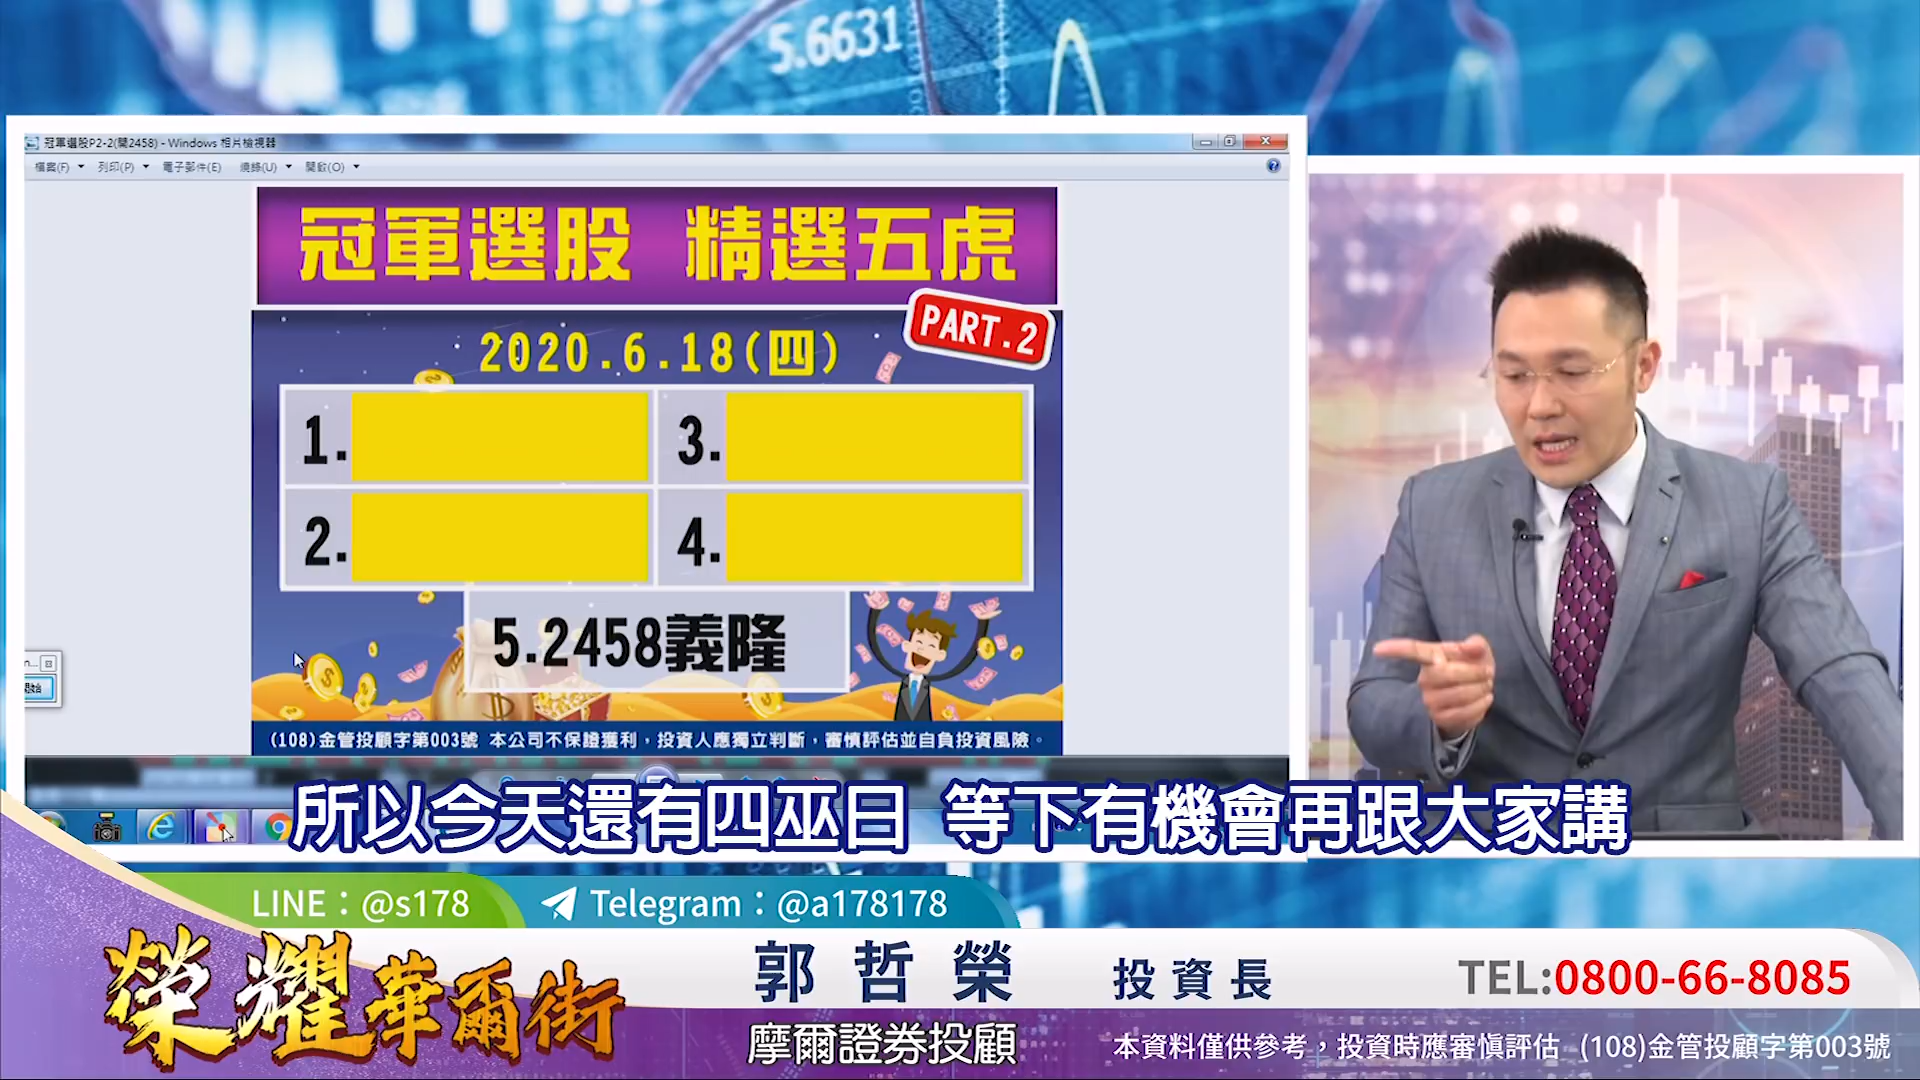 5.6631
冠軍選股P2-2(開2458) - Windows 相片檢視器
檔案(F) 列印(P) 電子郵件(E) 燒錄(U) 開啟(O)
冠軍選股 精選五虎
PART.2
2020.6.18(四)
1.
3.
2.
4.
5.2458義隆
(108)金管投顧字第003號 本公司不保證獲利，投資人應獨立判斷，審慎評估並自負投資風險。
所以今天還有四巫日 等下有機會再跟大家講
LINE：@s178
Telegram：@a178178
榮耀華爾街
郭哲榮 投資長
TEL:0800-66-8085
摩爾證券投顧
本資料僅供參考，投資時應審慎評估 (108)金管投顧字第003號